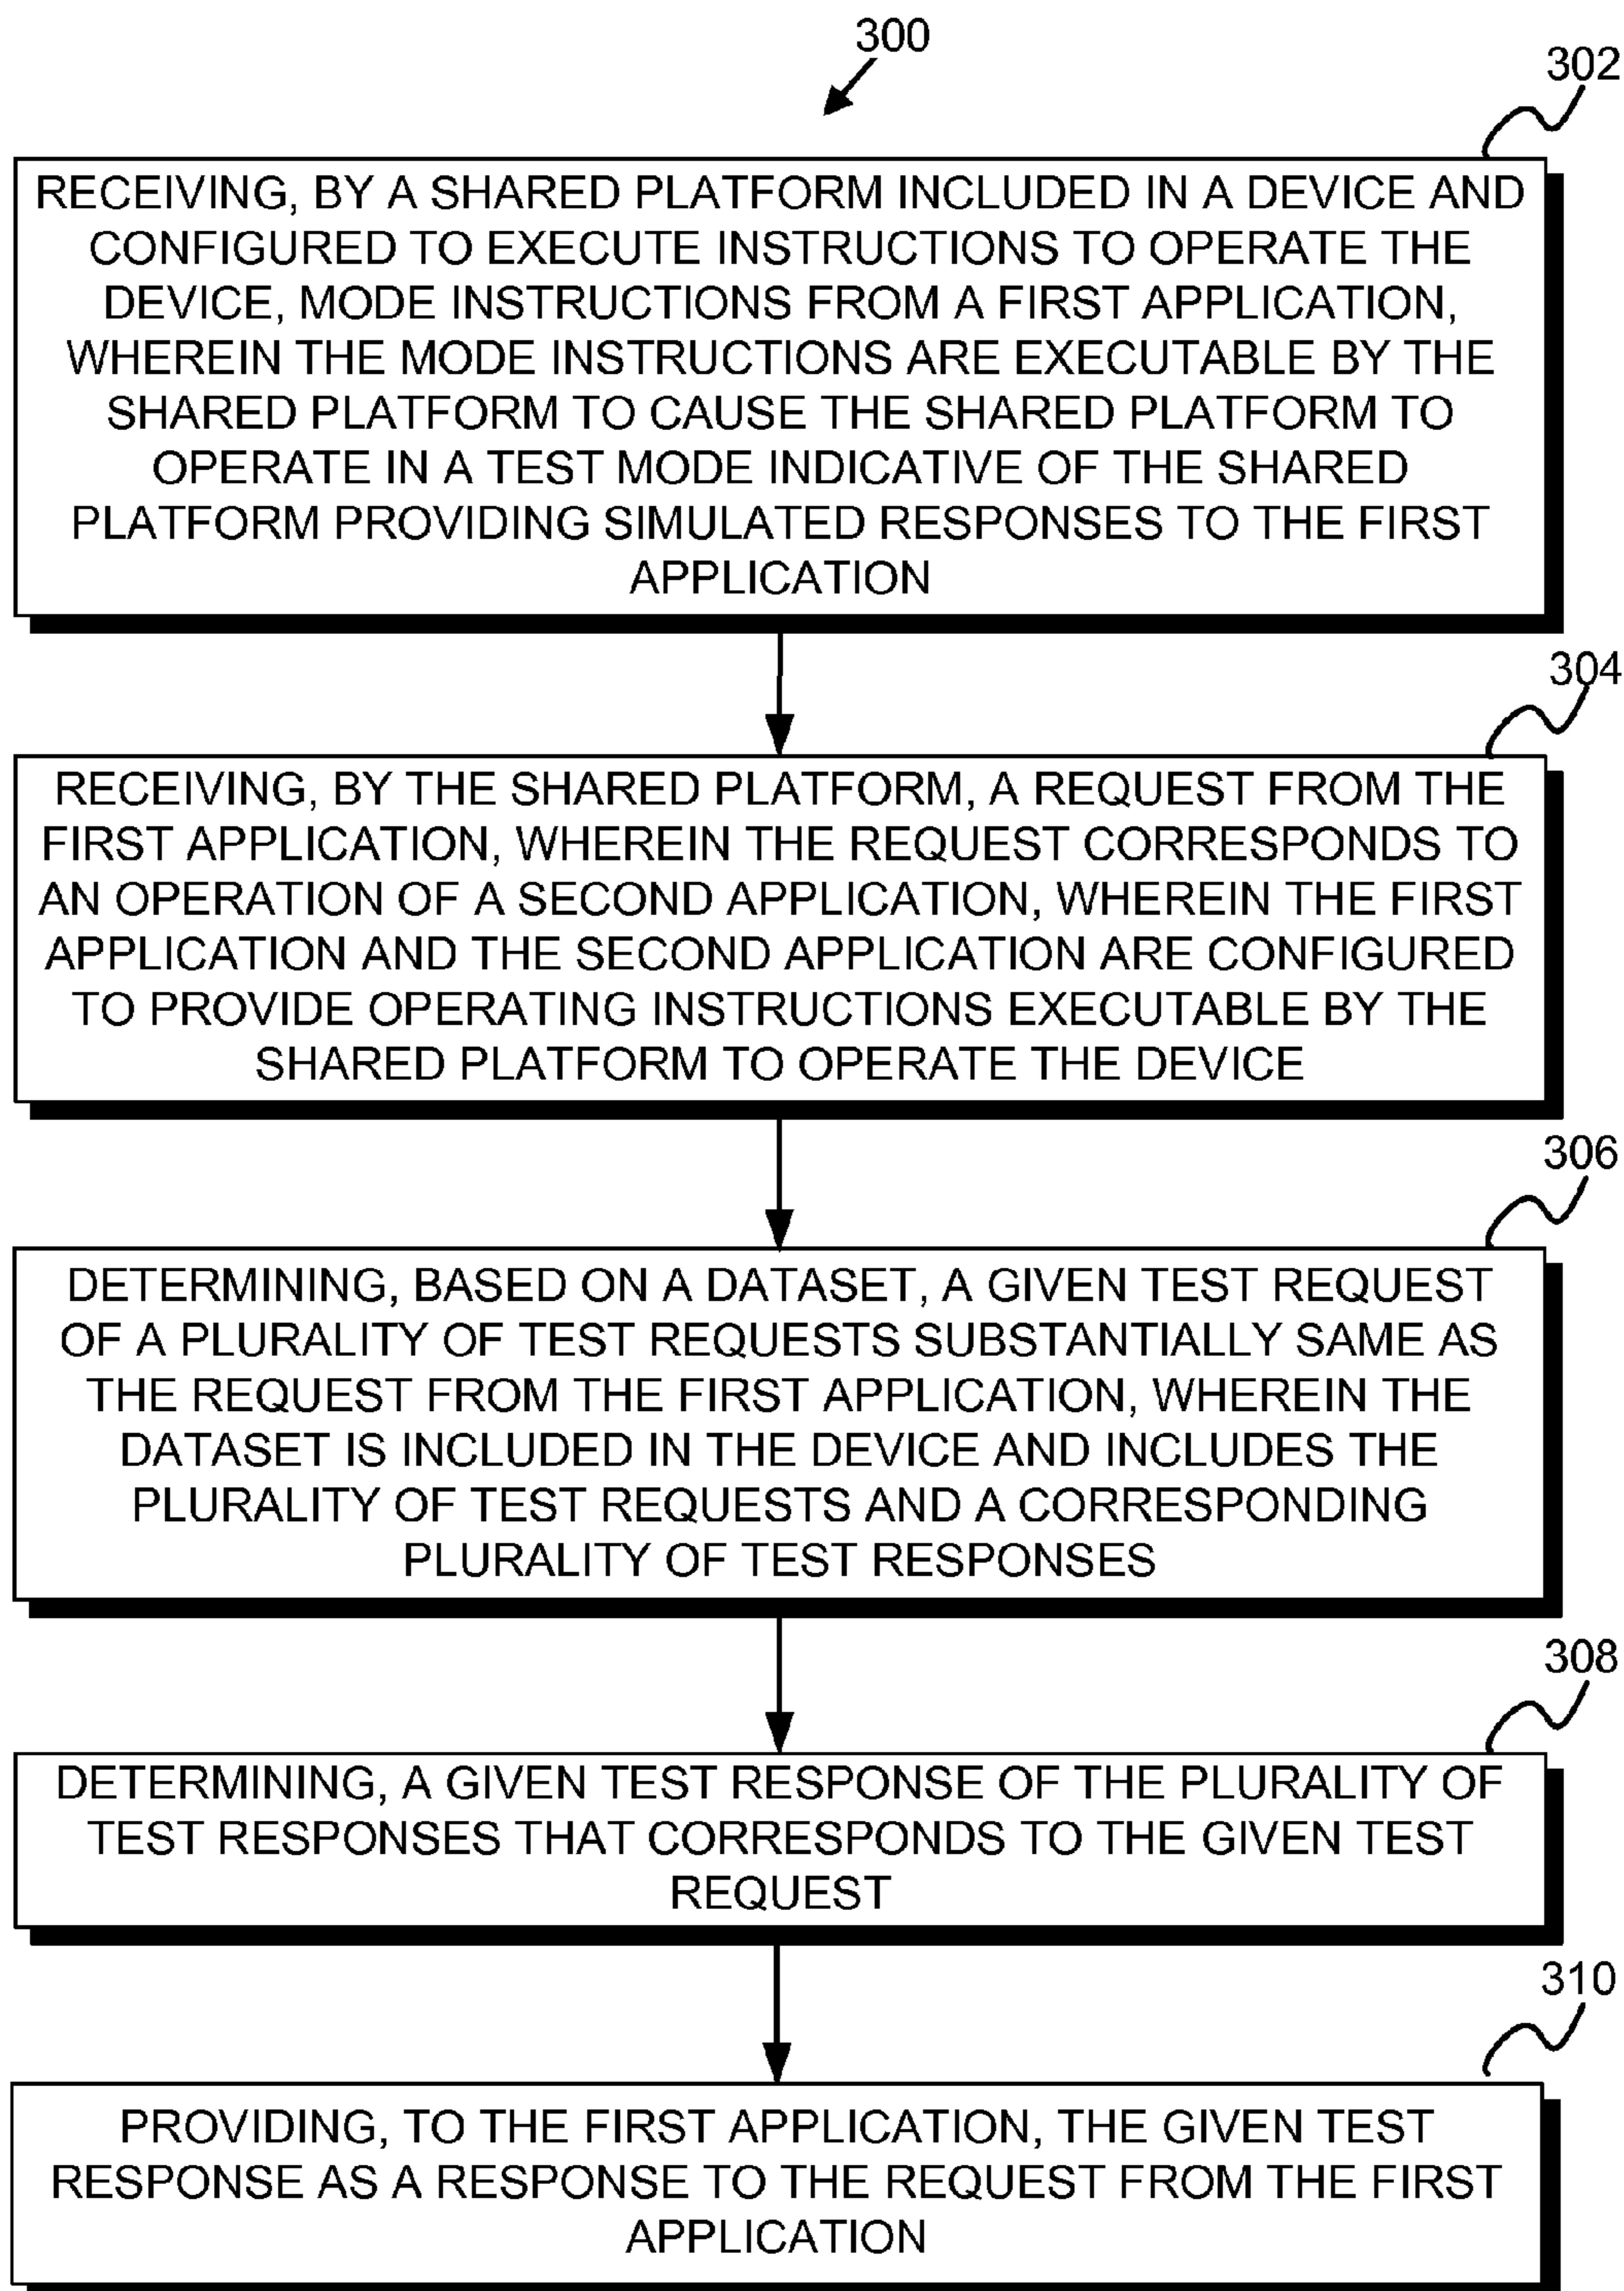 300
302
RECEIVING, BY A SHARED PLATFORM INCLUDED IN A DEVICE AND
CONFIGURED TO EXECUTE INSTRUCTIONS TO OPERATE THE
DEVICE, MODE INSTRUCTIONS FROM A FIRST APPLICATION,
WHEREIN THE MODE INSTRUCTIONS ARE EXECUTABLE BY THE
SHARED PLATFORM TO CAUSE THE SHARED PLATFORM TO
OPERATE IN A TEST MODE INDICATIVE OF THE SHARED
PLATFORM PROVIDING SIMULATED RESPONSES TO THE FIRST
APPLICATION
304
RECEIVING, BY THE SHARED PLATFORM, A REQUEST FROM THE
FIRST APPLICATION, WHEREIN THE REQUEST CORRESPONDS TO
AN OPERATION OF A SECOND APPLICATION, WHEREIN THE FIRST
APPLICATION AND THE SECOND APPLICATION ARE CONFIGURED
TO PROVIDE OPERATING INSTRUCTIONS EXECUTABLE BY THE
SHARED PLATFORM TO OPERATE THE DEVICE
306
DETERMINING, BASED ON A DATASET, A GIVEN TEST REQUEST
OF A PLURALITY OF TEST REQUESTS SUBSTANTIALLY SAME AS
THE REQUEST FROM THE FIRST APPLICATION, WHEREIN THE
DATASET IS INCLUDED IN THE DEVICE AND INCLUDES THE
PLURALITY OF TEST REQUESTS AND A CORRESPONDING
PLURALITY OF TEST RESPONSES
308
DETERMINING, A GIVEN TEST RESPONSE OF THE PLURALITY OF
TEST RESPONSES THAT CORRESPONDS TO THE GIVEN TEST
REQUEST
310
PROVIDING, TO THE FIRST APPLICATION, THE GIVEN TEST
RESPONSE AS A RESPONSE TO THE REQUEST FROM THE FIRST
APPLICATION